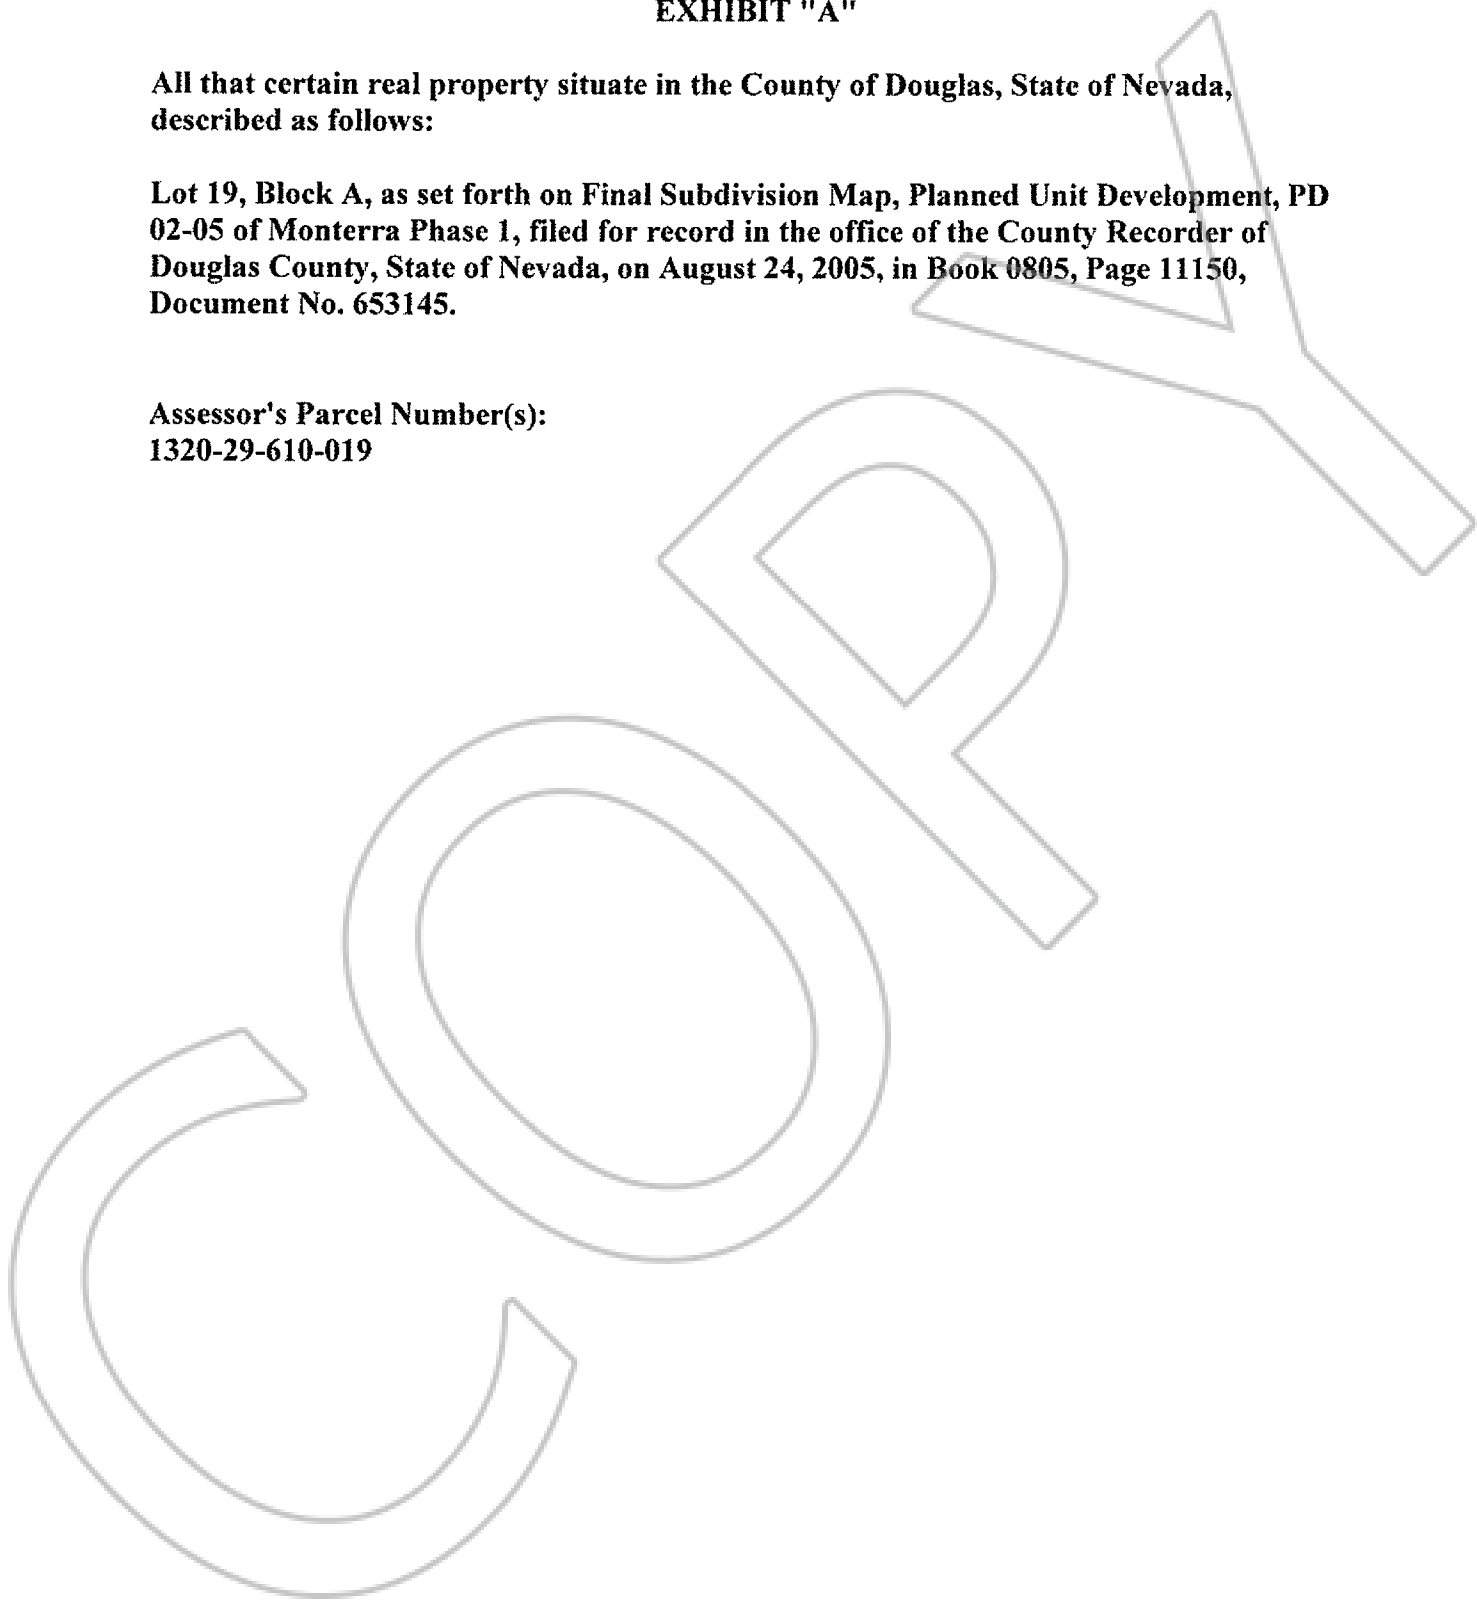 EXHIBIT "A"
All that certain real property situate in the County of Douglas, State of Nevada,
described as follows:
Lot 19, Block A, as set forth on Final Subdivision Map, Planned Unit Development, PD
02-05 of Monterra Phase 1, filed for record in the office of the County Recorder of
Douglas County, State of Nevada, on August 24, 2005, in Book 0805, Page 11150,
Document No. 653145.
Assessor's Parcel Number(s):
1320-29-610-019
COPY